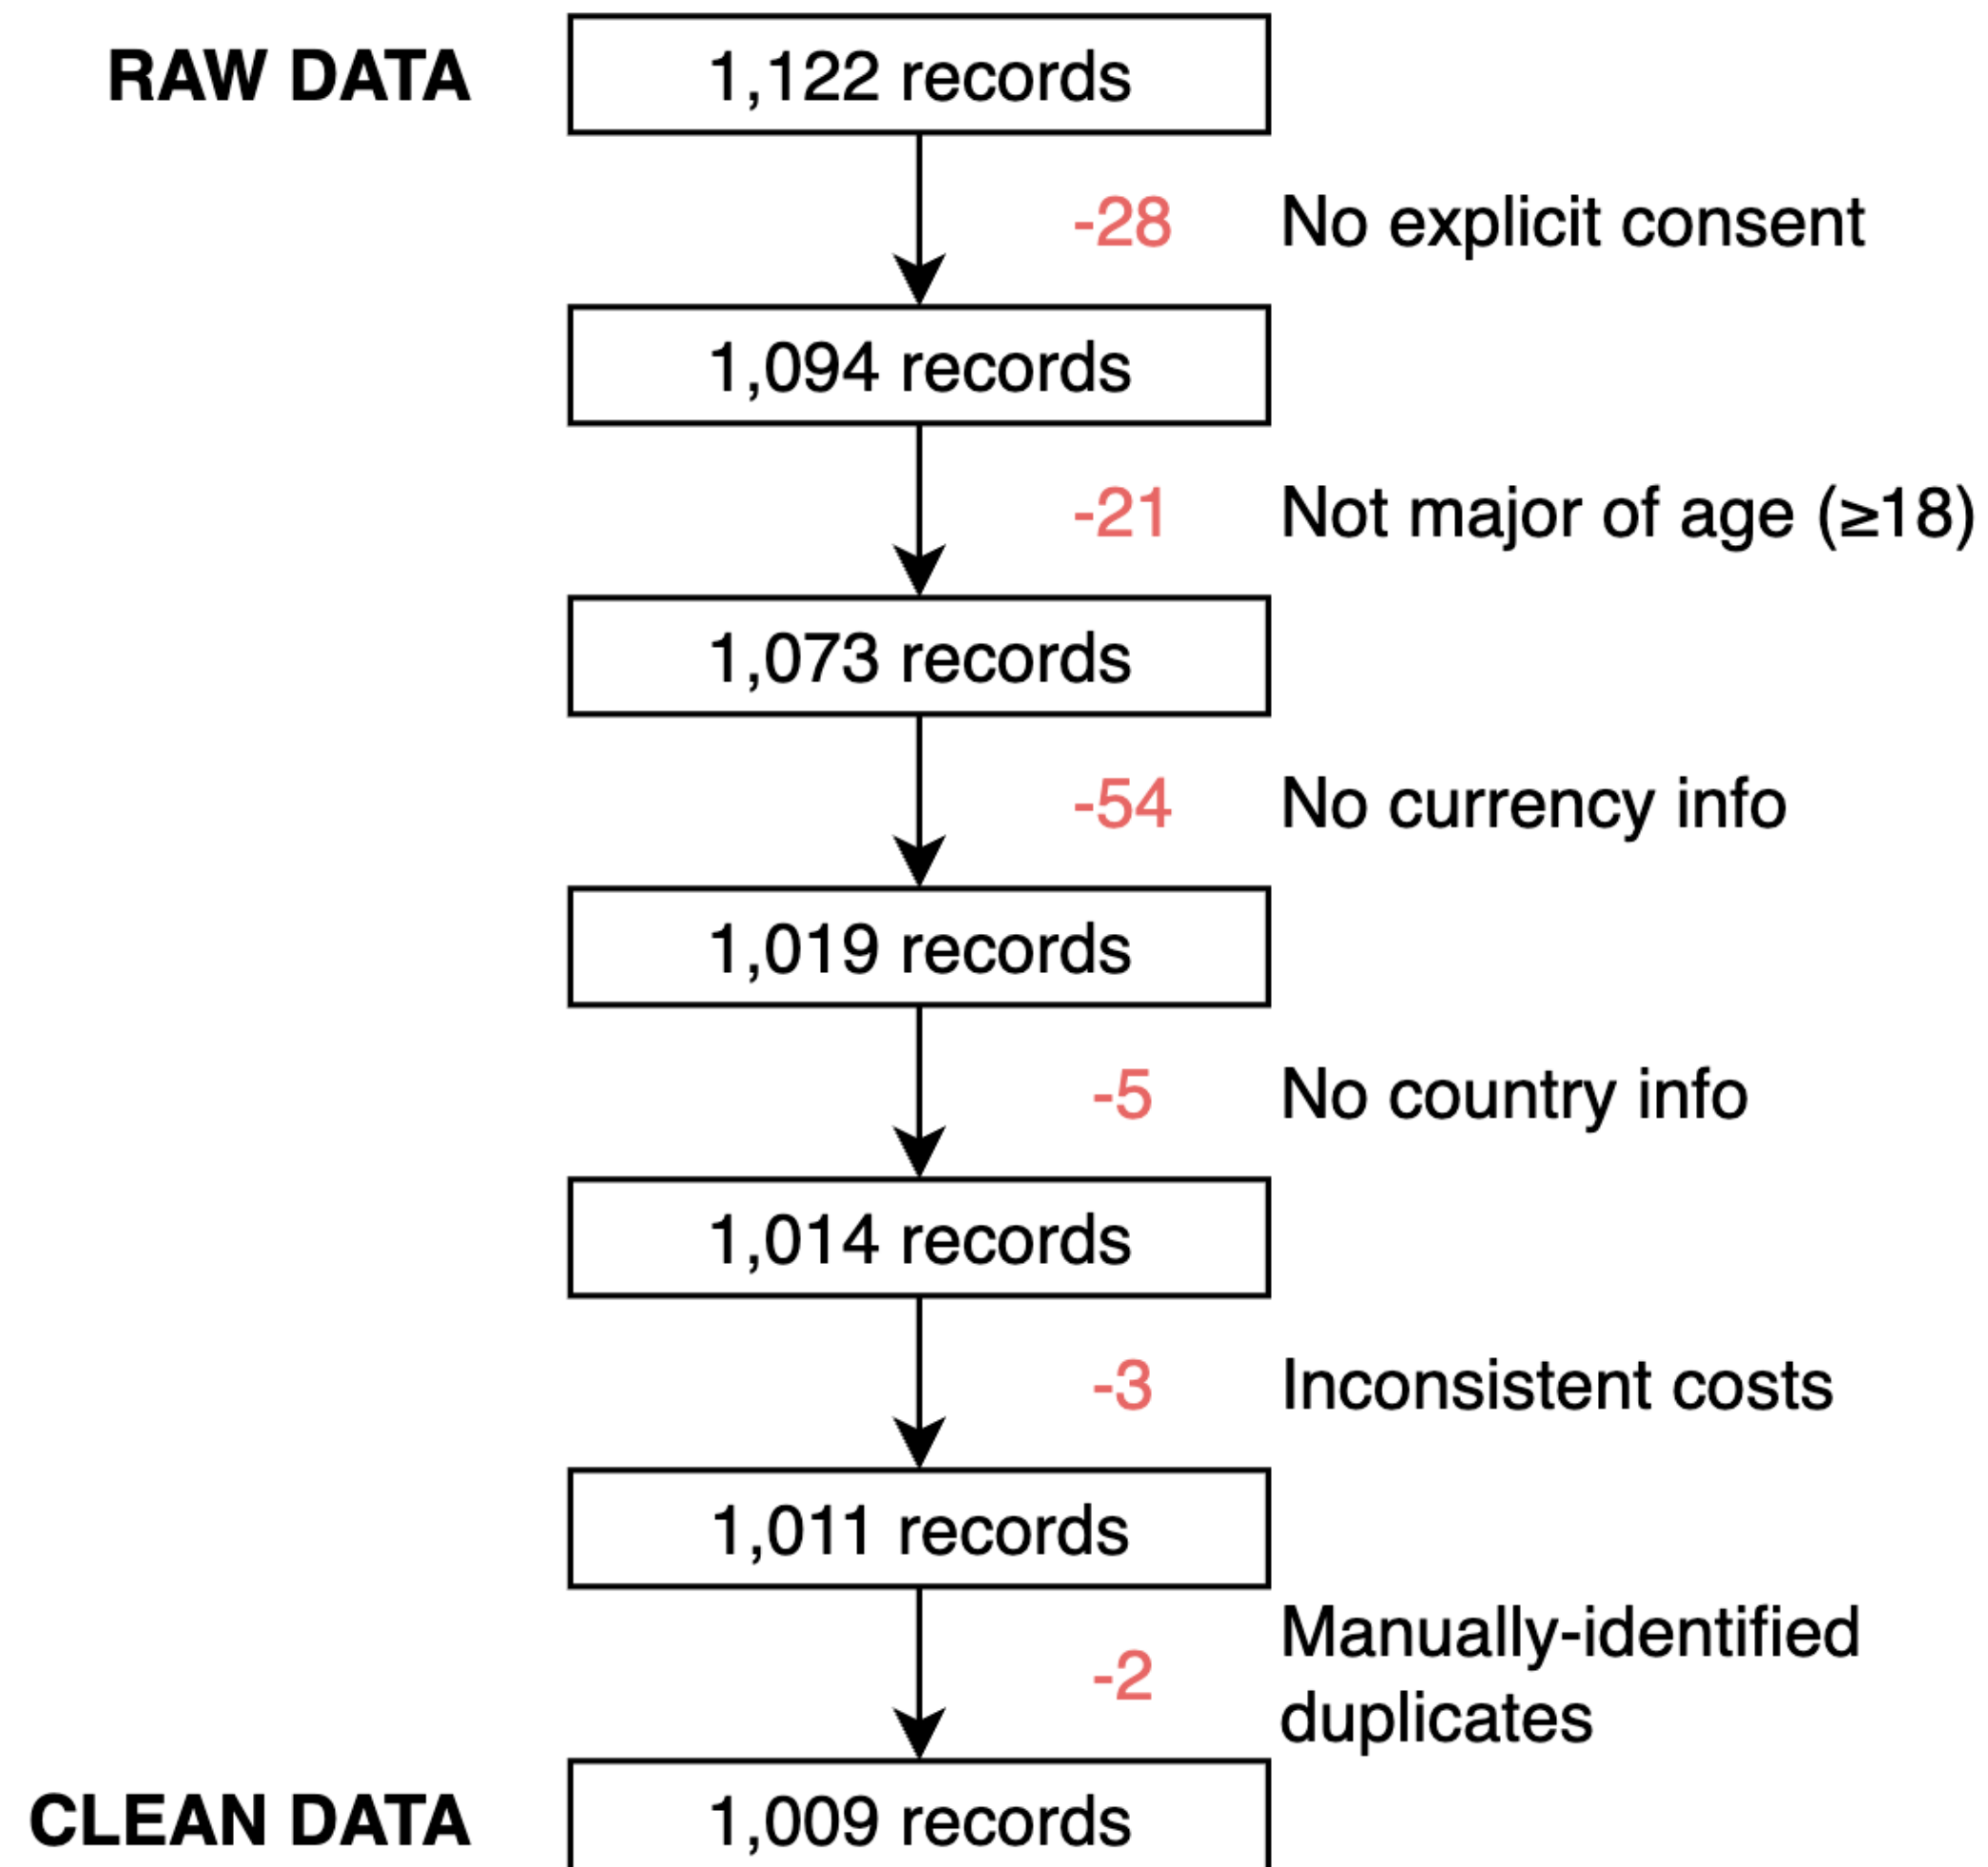 RAW DATA
1,122 records
-28 No explicit consent
1,094 records
-21 Not major of age (≥18)
1,073 records
-54 No currency info
1,019 records
-5 No country info
1,014 records
-3 Inconsistent costs
1,011 records
-2 Manually-identified
duplicates
CLEAN DATA
1,009 records